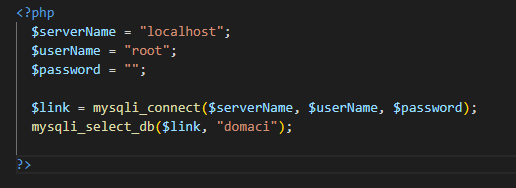 <?php
$serverName = "localhost";
$userName = "root";
$password = "";
$link = mysqli_connect($serverName, $userName, $password);
mysqli_select_db($link, "domaci");
?>